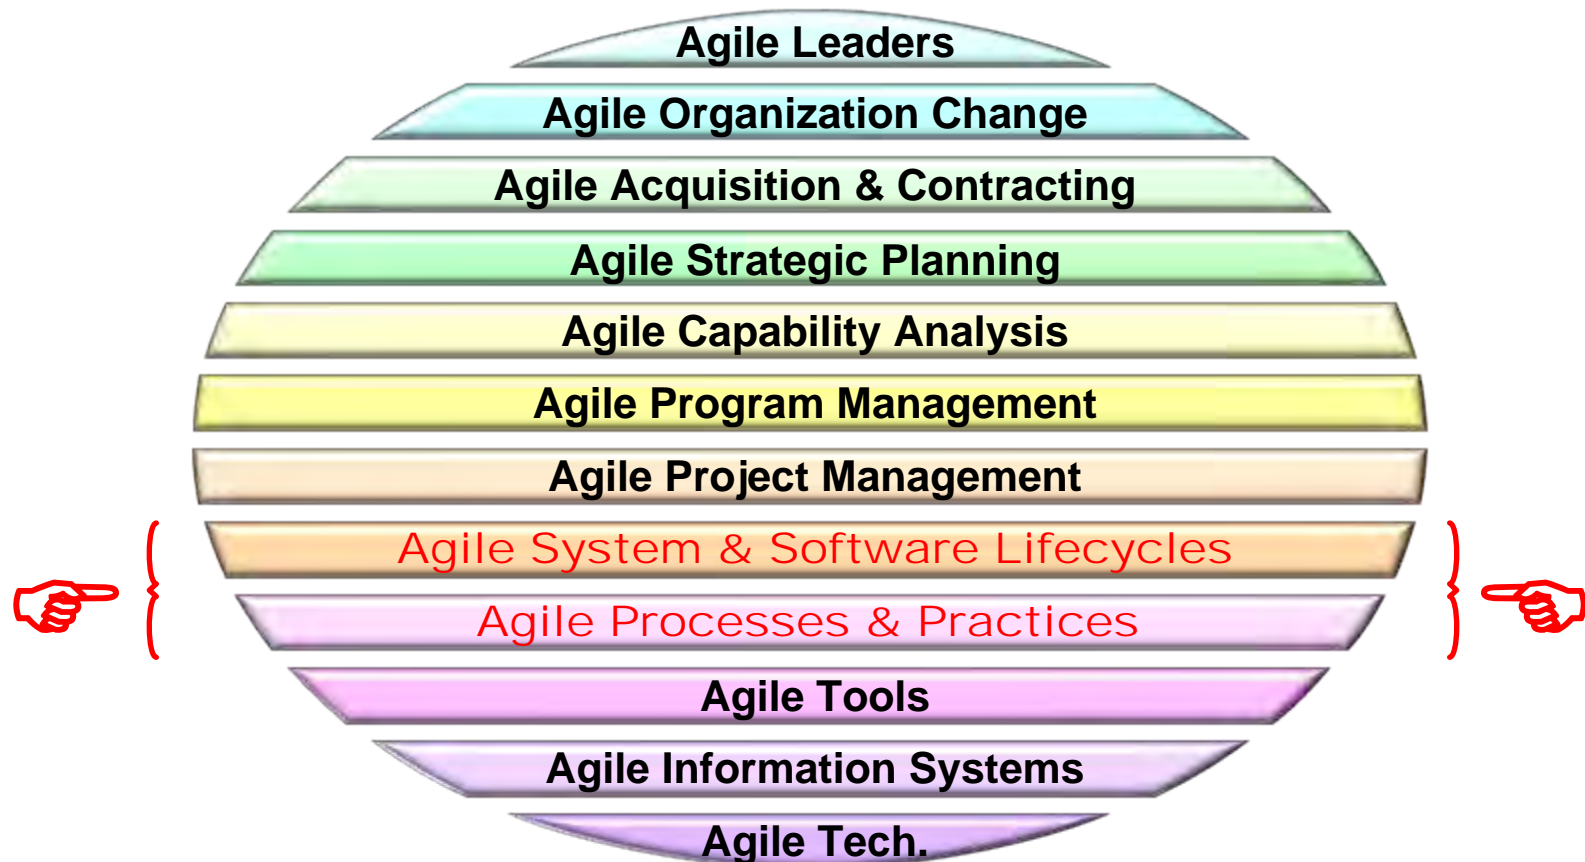 Agile Leaders
Agile Organization Change
Agile Acquisition & Contracting
Agile Strategic Planning
Agile Capability Analysis
Agile Program Management
Agile Project Management
Agile System & Software Lifecycles
Agile Processes & Practices
Agile Tools
Agile Information Systems
Agile Tech.